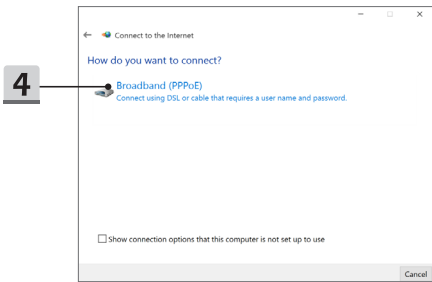 Connect to the Internet
How do you want to connect?
4
Broadband (PPPoE)
Connect using DSL or cable that requires a user name and password.
Show connection options that this computer is not set up to use
Cancel